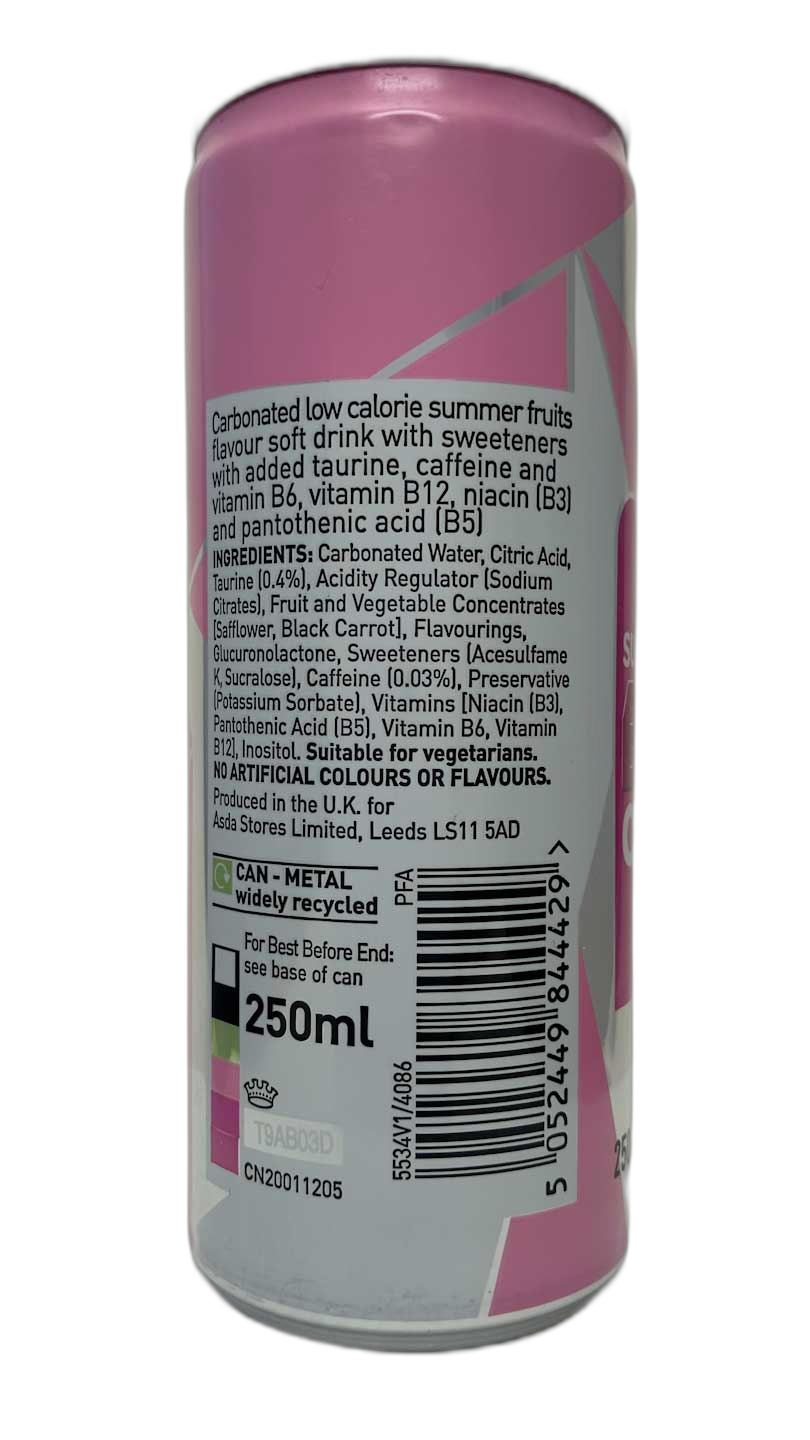 Carbonated low calorie summer fruits
flavour soft drink with sweeteners
with added taurine, caffeine and
vitamin B6, vitamin B12, niacin (B3)
and pantothenic acid (B5)
INGREDIENTS: Carbonated Water, Citric Acid,
Taurine (0.4%), Acidity Regulator (Sodium
Citrates), Fruit and Vegetable Concentrates
[Safflower, Black Carrot], Flavourings,
Glucuronolactone, Sweeteners (Acesulfame
K, Sucralose), Caffeine (0.03%), Preservative
(Potassium Sorbate), Vitamins [Niacin (B3),
Pantothenic Acid (B5), Vitamin B6, Vitamin
B12], Inositol. Suitable for vegetarians.
NO ARTIFICIAL COLOURS OR FLAVOURS.
Produced in the U.K. for
Asda Stores Limited, Leeds LS11 5AD
CAN - METAL
widely recycled
For Best Before End:
see base of can
250ml
T9AB03D
CN20011205
PFA
5534V1/4086
5 052449 844429 >
SU
25